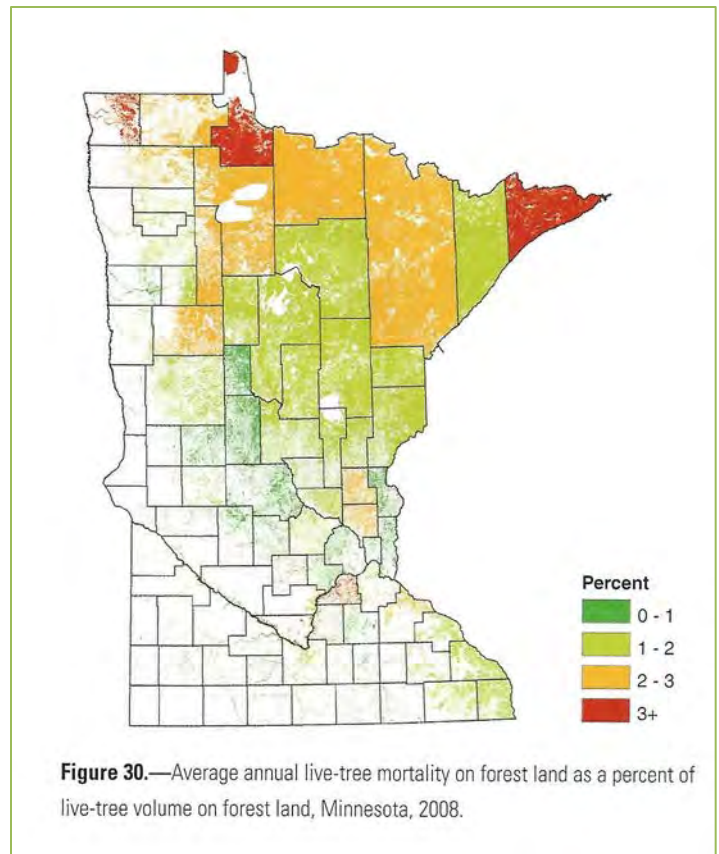 Percent
0 - 1
1 - 2
2 - 3
3+
Figure 30.—Average annual live-tree mortality on forest land as a percent of
live-tree volume on forest land, Minnesota, 2008.